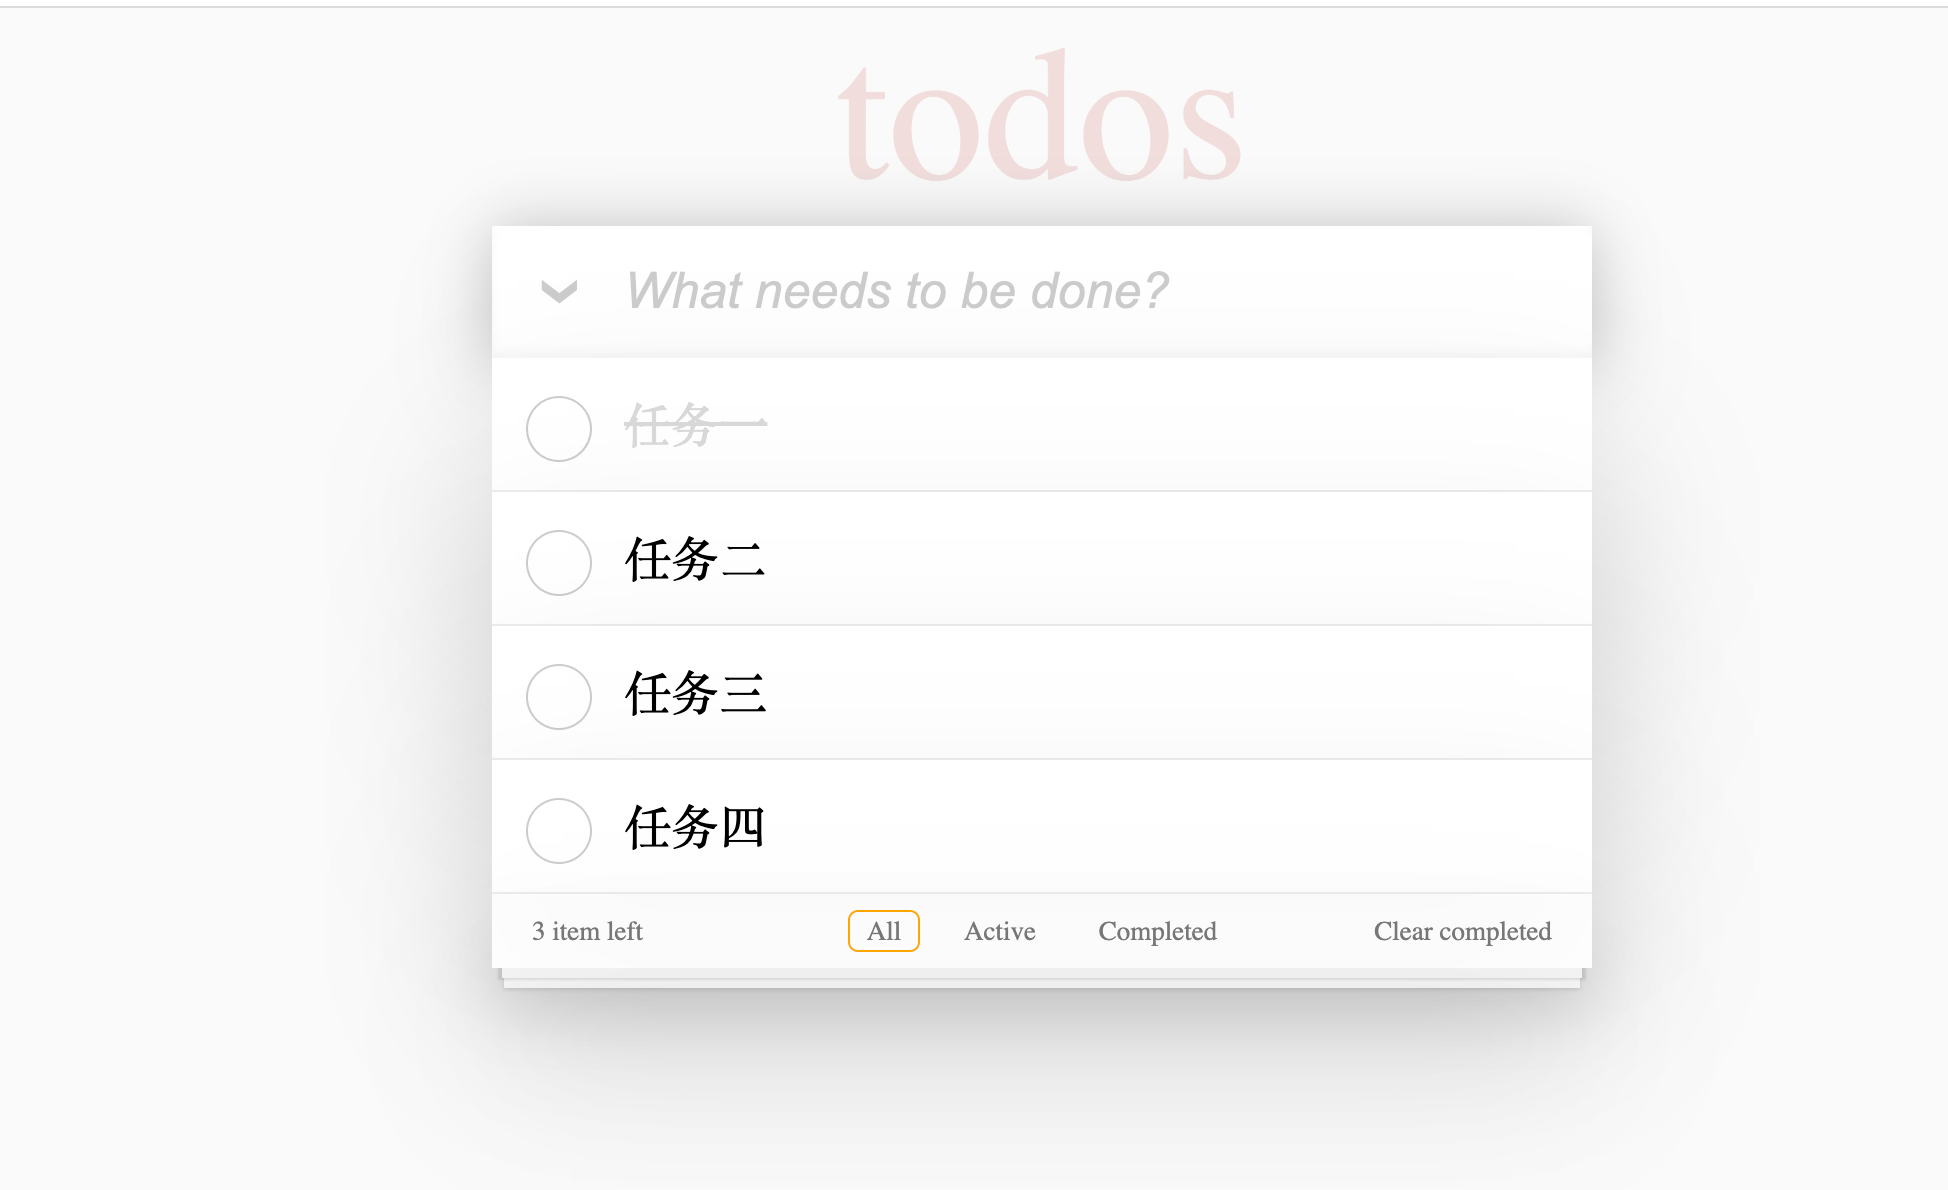 todos
What needs to be done?
任务一
任务二
任务三
任务四
3 item left All Active Completed Clear completed